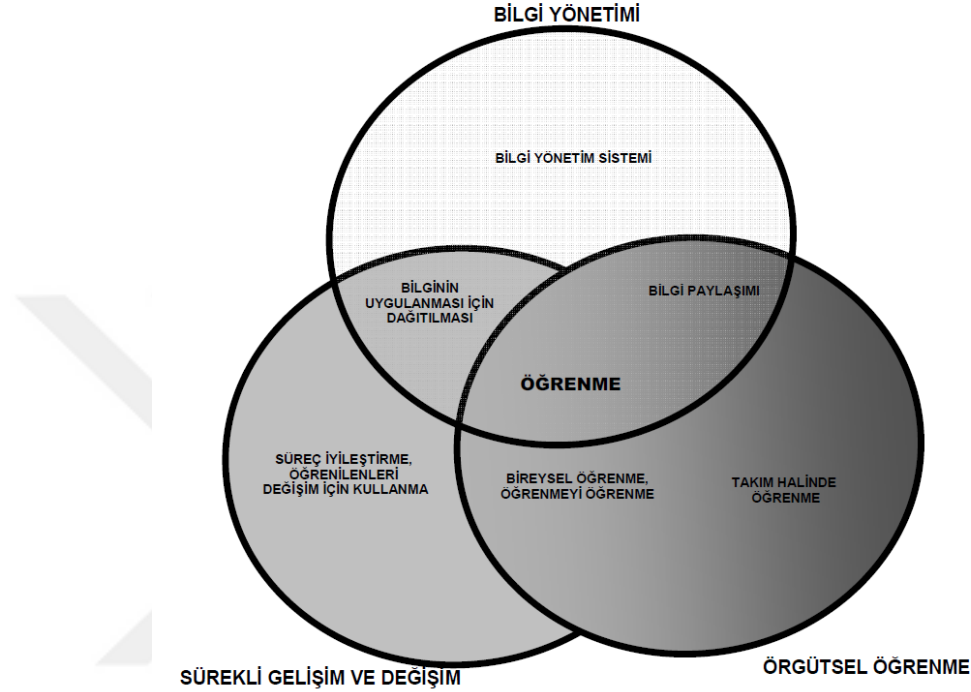 BİLGİ YÖNETİMİ
BİLGİ YÖNETİM SİSTEMİ
BİLGİNİN
UYGULANMASI İÇİN
DAĞITILMASI
BİLGİ PAYLAŞIMI
ÖĞRENME
SÜREÇ İYİLEŞTİRME,
ÖĞRENİLENLERİ
DEĞİŞİM İÇİN KULLANMA
BİREYSEL ÖĞRENME,
ÖĞRENMEYİ ÖĞRENME
TAKIM HALİNDE
ÖĞRENME
SÜREKLİ GELİŞİM VE DEĞİŞİM
ÖRGÜTSEL ÖĞRENME